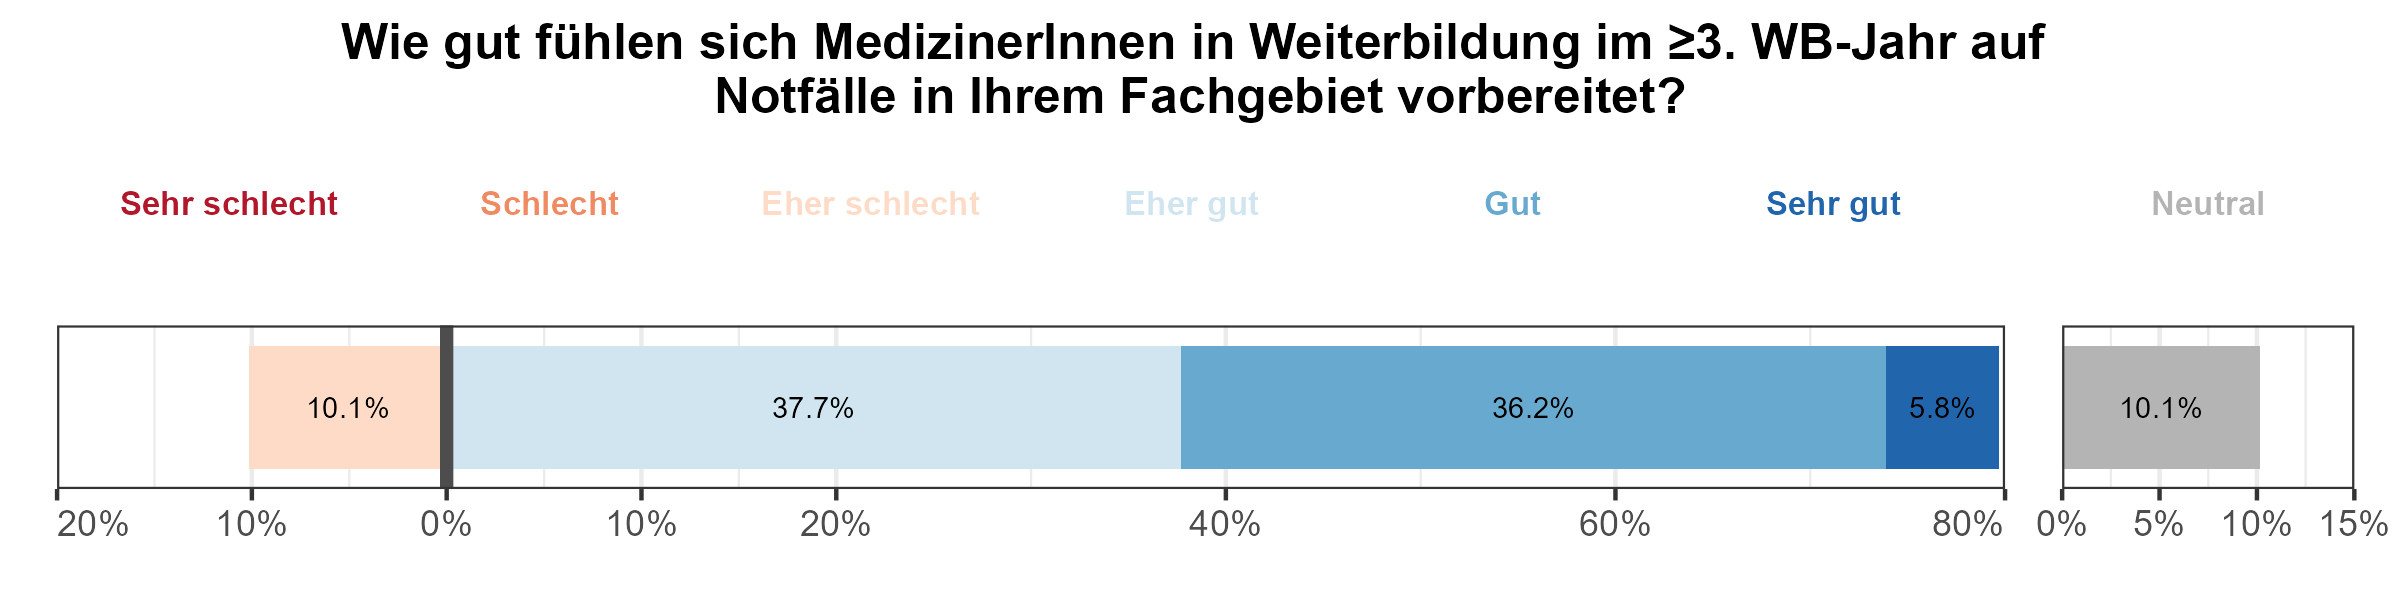 Wie gut fühlen sich MedizinerInnen in Weiterbildung im ≥3. WB-Jahr auf
Notfälle in Ihrem Fachgebiet vorbereitet?
Sehr schlecht Schlecht Eher schlecht Eher gut Gut Sehr gut Neutral
10.1% 37.7% 36.2% 5.8% 10.1%
20% 10% 0% 10% 20% 40% 60% 80% 0% 5% 10% 15%